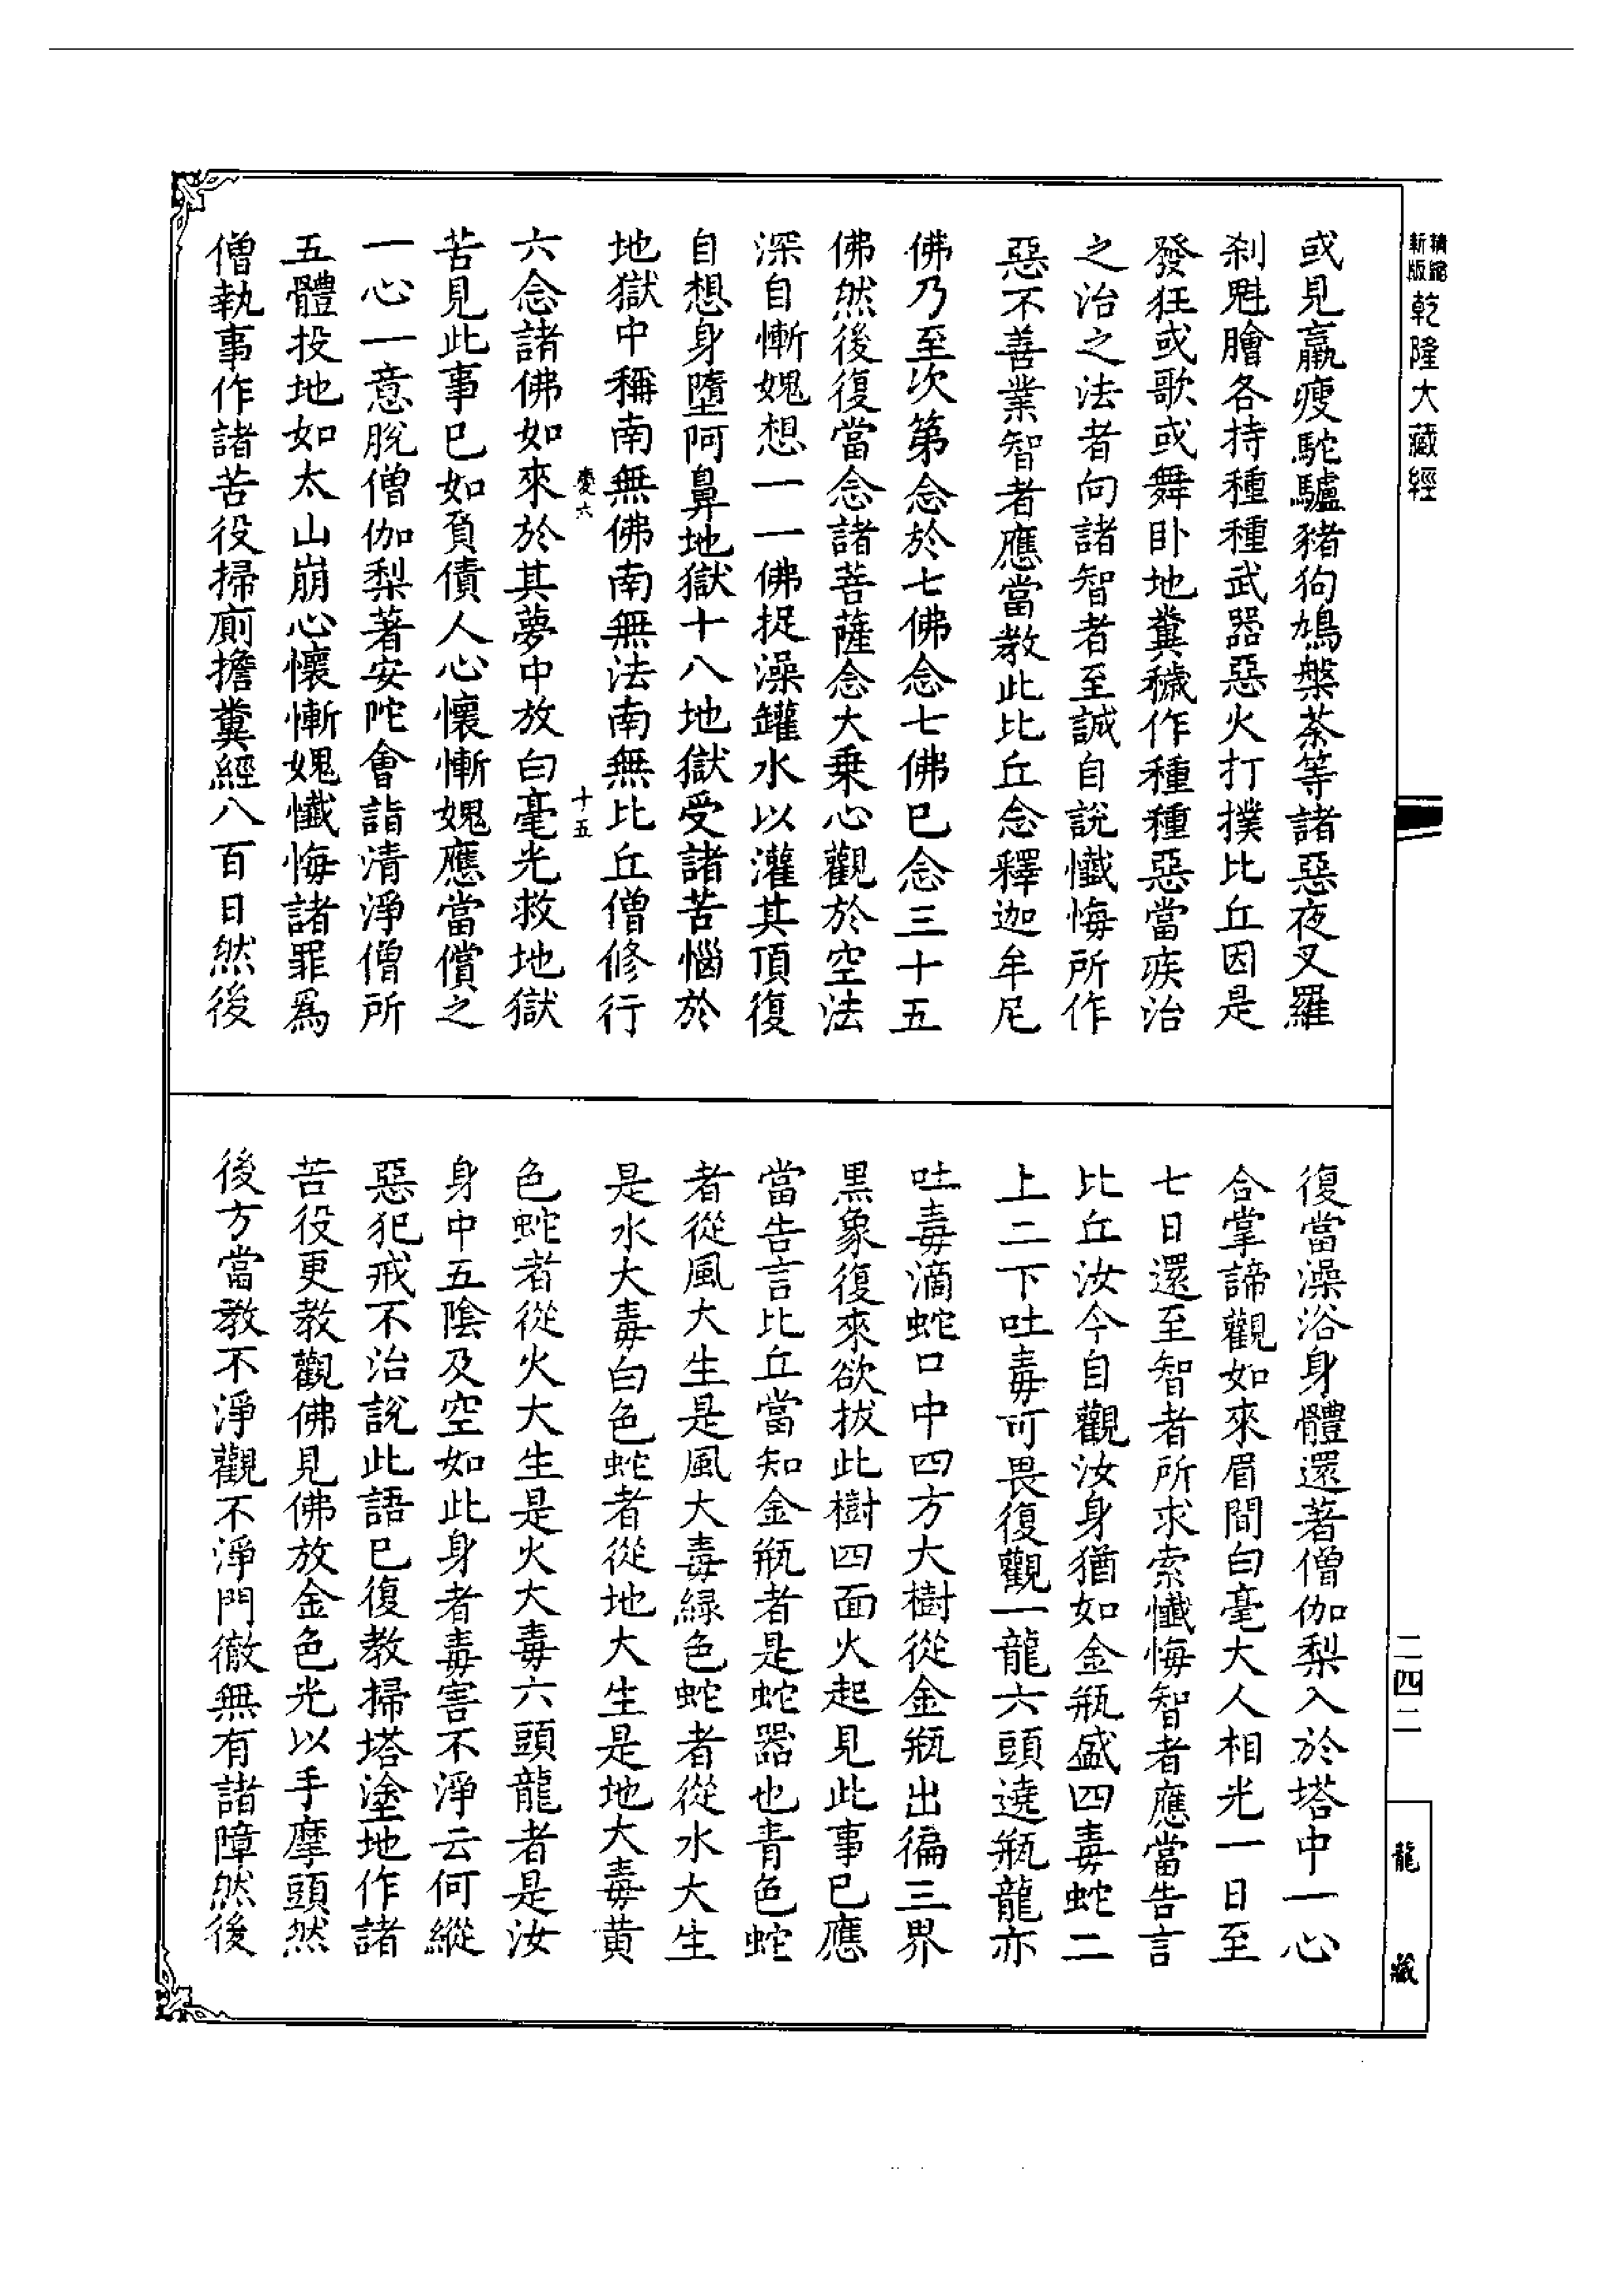 精縮新版乾隆大藏經
或見羸瘦駝驢豬狗鳩槃茶等諸惡夜叉羅
刹魁膾各持種種武器惡火打撲比丘因是
發狂或歌或舞卧地糞穢作種種惡當疾治
之治之法者向諸智者至誠自說懺悔所作
惡不善業智者應當教此比丘念釋迦牟尼
佛乃至次第念於七佛念七佛已念三十五
佛然後復當念諸菩薩念大乗心觀於空法
深自慚媿想一一佛捉澡罐水以灌其頂復
自想身墮阿鼻地獄十八地獄受諸苦惱於
地獄中稱南無佛南無法南無比丘僧修行
六念諸佛如來於其夢中放白毫光救地獄
苦見此事已如負債人心懷慚媿應當償之
一心一意脫僧伽梨著安陀會詣清淨僧所
五體投地如太山崩心懷慚媿懺悔諸罪爲
僧執事作諸苦役掃廁擔糞經八百日然後
復當澡浴身體還著僧伽梨入於塔中一心
合掌諦觀如來眉間白毫大人相光一日至
七日還至智者所求索懺悔智者應當告言
比丘汝今自觀汝身猶如金瓶盛四毒蛇二
上二下吐毒可畏復觀一龍六頭遶瓶龍亦
吐毒滴蛇口中四方大樹從金瓶出徧三界
黑象復來欲拔此樹四面火起見此事已應
當告言比丘當知金瓶者是蛇器也青色蛇
者從風大生是風大毒緑色蛇者從水大生
是水大毒白色蛇者從地大生是地大毒黄
色蛇者從火大生是火大毒六頭龍者是汝
身中五陰及空如此身者毒害不淨云何縱
惡犯戒不治說此語已復教掃塔塗地作諸
苦役更教觀佛見佛放金色光以手摩頭然
後方當教不淨觀不淨門徹無有諸障然後
十五
二四二
龍藏